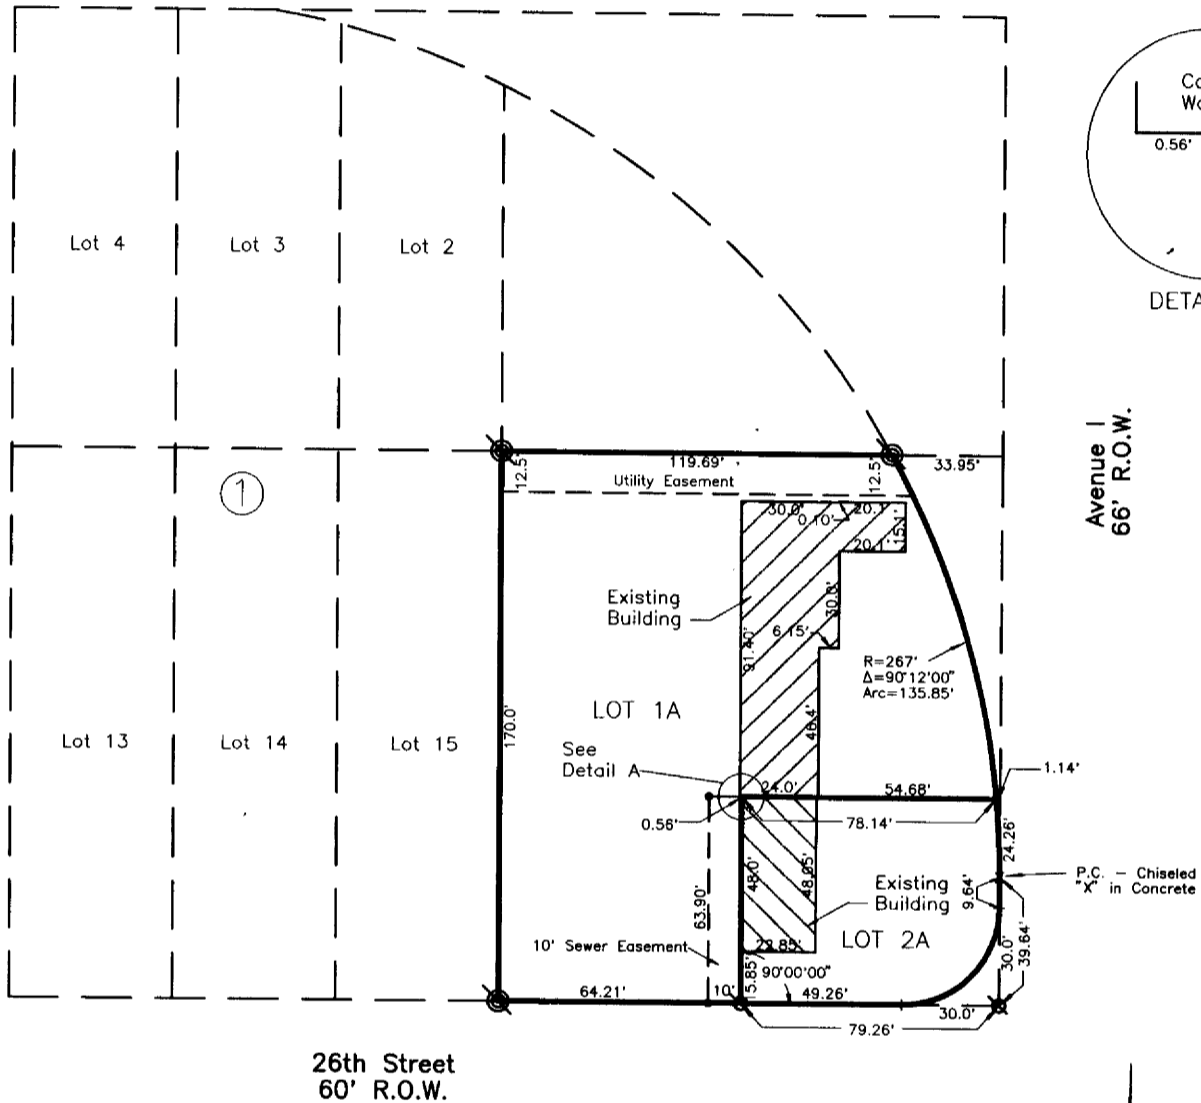 Co
Wa
0.56'
DETA
Lot 4
Lot 3
Lot 2
Avenue I
66' R.O.W.
12.5'
119.69'
12.5'
33.95'
Utility Easement
1
30.0'
20.1'
0.10'
15.1'
20.1'
Existing
Building
30.0'
6.15'
91.40'
R=267'
Δ=90°12'00"
Arc=135.85'
LOT 1A
46.4'
170.0'
Lot 13
Lot 14
Lot 15
See
Detail A
1.14'
24.0'
54.68'
0.56'
78.14'
24.26'
48.0'
48.05'
P.C. – Chiseled
"X" in Concrete
Existing
Building
9.64'
63.90'
LOT 2A
10' Sewer Easement
23.85'
30.0'
39.64'
5.85'
90°00'00"
64.21'
10'
49.26'
30.0'
79.26'
26th Street
60' R.O.W.